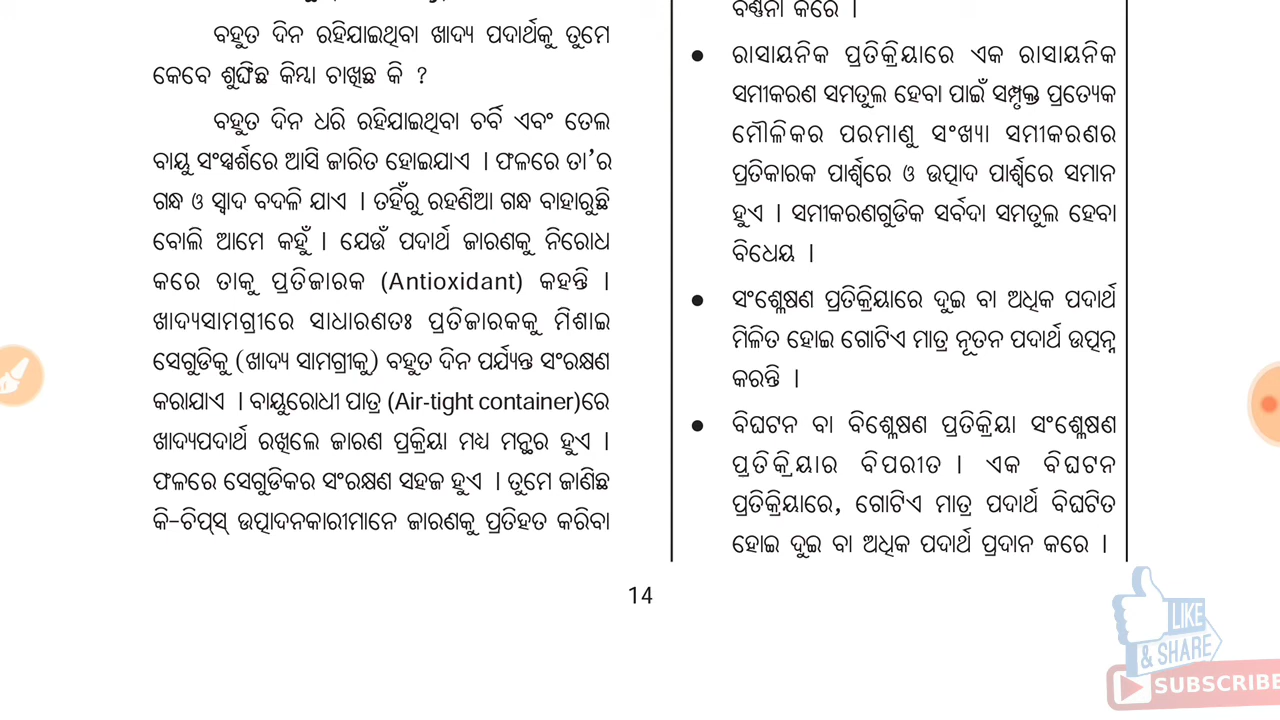 ବହୁତ ଦିନ ରହିଯାଇଥିବା ଖାଦ୍ୟ ପଦାର୍ଥକୁ ତୁମେ
କେବେ ଶୁଙ୍ଘିଛ କିମ୍ବା ଚାଖିଛ କି ?
ବହୁତ ଦିନ ଧରି ରହିଯାଇଥିବା ଚର୍ବି ଏବଂ ତେଲ
ବାୟୁ ସଂସ୍ପର୍ଶରେ ଆସି ଜାରିତ ହୋଇଯାଏ । ଫଳରେ ତା’ର
ଗନ୍ଧ ଓ ସ୍ୱାଦ ବଦଳି ଯାଏ । ତହିଁରୁ ରହଣିଆ ଗନ୍ଧ ବାହାରୁଛି
ବୋଲି ଆମେ କହୁଁ । ଯେଉଁ ପଦାର୍ଥ ଜାରଣକୁ ନିରୋଧ
କରେ ତାକୁ ପ୍ରତିଜାରକ (Antioxidant) କହନ୍ତି ।
ଖାଦ୍ୟସାମଗ୍ରୀରେ ସାଧାରଣତଃ ପ୍ରତିଜାରକକୁ ମିଶାଇ
ସେଗୁଡିକୁ (ଖାଦ୍ୟ ସାମଗ୍ରୀକୁ) ବହୁତ ଦିନ ପର୍ଯ୍ୟନ୍ତ ସଂରକ୍ଷଣ
କରାଯାଏ । ବାୟୁରୋଧୀ ପାତ୍ର (Air-tight container)ରେ
ଖାଦ୍ୟପଦାର୍ଥ ରଖିଲେ ଜାରଣ ପ୍ରକ୍ରିୟା ମଧ୍ୟ ମନ୍ଥର ହୁଏ ।
ଫଳରେ ସେଗୁଡିକର ସଂରକ୍ଷଣ ସହଜ ହୁଏ । ତୁମେ ଜାଣିଛ
କି-ଚିପ୍‌ସ୍ ଉତ୍ପାଦନକାରୀମାନେ ଜାରଣକୁ ପ୍ରତିହତ କରିବା
ବର୍ଣ୍ଣନା କରେ ।
● ରାସାୟନିକ ପ୍ରତିକ୍ରିୟାରେ ଏକ ରାସାୟନିକ
ସମୀକରଣ ସମତୁଲ ହେବା ପାଇଁ ସମ୍ପୃକ୍ତ ପ୍ରତ୍ୟେକ
ମୌଳିକର ପରମାଣୁ ସଂଖ୍ୟା ସମୀକରଣର
ପ୍ରତିକାରକ ପାର୍ଶ୍ୱରେ ଓ ଉତ୍ପାଦ ପାର୍ଶ୍ୱରେ ସମାନ
ହୁଏ । ସମୀକରଣଗୁଡିକ ସର୍ବଦା ସମତୁଲ ହେବା
ବିଧେୟ ।
● ସଂଶ୍ଳେଷଣ ପ୍ରତିକ୍ରିୟାରେ ଦୁଇ ବା ଅଧିକ ପଦାର୍ଥ
ମିଳିତ ହୋଇ ଗୋଟିଏ ମାତ୍ର ନୂତନ ପଦାର୍ଥ ଉତ୍ପନ୍ନ
କରନ୍ତି ।
● ବିଘଟନ ବା ବିଶ୍ଳେଷଣ ପ୍ରତିକ୍ରିୟା ସଂଶ୍ଳେଷଣ
ପ୍ରତିକ୍ରିୟାର ବିପରୀତ । ଏକ ବିଘଟନ
ପ୍ରତିକ୍ରିୟାରେ, ଗୋଟିଏ ମାତ୍ର ପଦାର୍ଥ ବିଘଟିତ
ହୋଇ ଦୁଇ ବା ଅଧିକ ପଦାର୍ଥ ପ୍ରଦାନ କରେ ।
14
LIKE
& SHARE
SUBSCRIBE